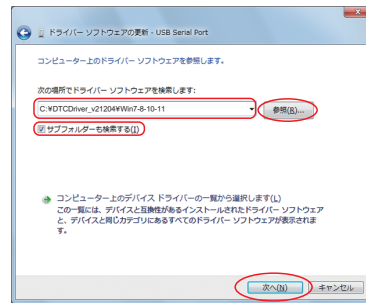 ドライバー ソフトウェアの更新 - USB Serial Port
コンピューター上のドライバー ソフトウェアを参照します。
次の場所でドライバー ソフトウェアを検索します:
C:¥DTCDriver_v21204¥Win7-8-10-11
参照(R)...
サブフォルダーも検索する(I)
コンピューター上のデバイス ドライバーの一覧から選択します(L)
この一覧には、デバイスと互換性があるインストールされたドライバー ソフトウェア
と、デバイスと同じカテゴリにあるすべてのドライバー ソフトウェアが表示されま
す。
次へ(N)
キャンセル